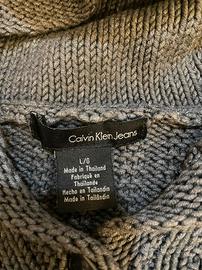 Calvin Klein Jeans
L/G
Made in Thailand
Fabriqué en
Thaïlande
Hecho en Tailandia
Made in Tailândia